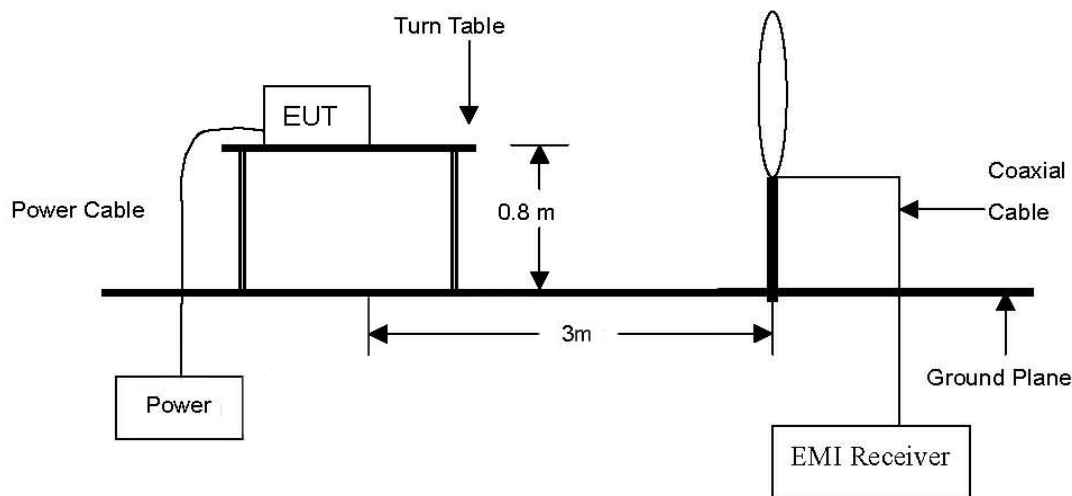 Turn Table
EUT
Coaxial
Cable
Power Cable
0.8 m
3m
Ground Plane
Power
EMI Receiver